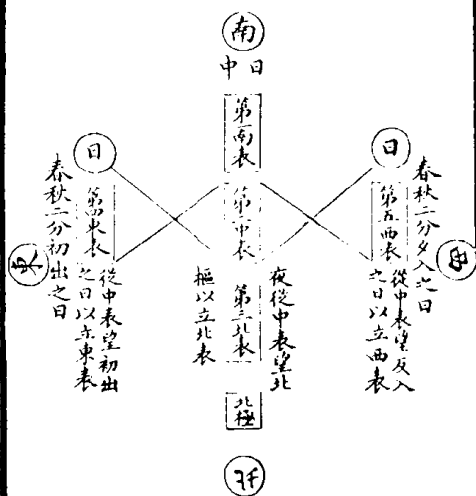 南
日中
第二南表
第一中表
第三北表
北極
春秋二分夕入之日
日
第五西表
從中表望反入
之日以立西表
西
夜從中表望北
樞以立北表
日
第四東表
從中表望初出
之日以立東表
春秋二分初出之日
東
北